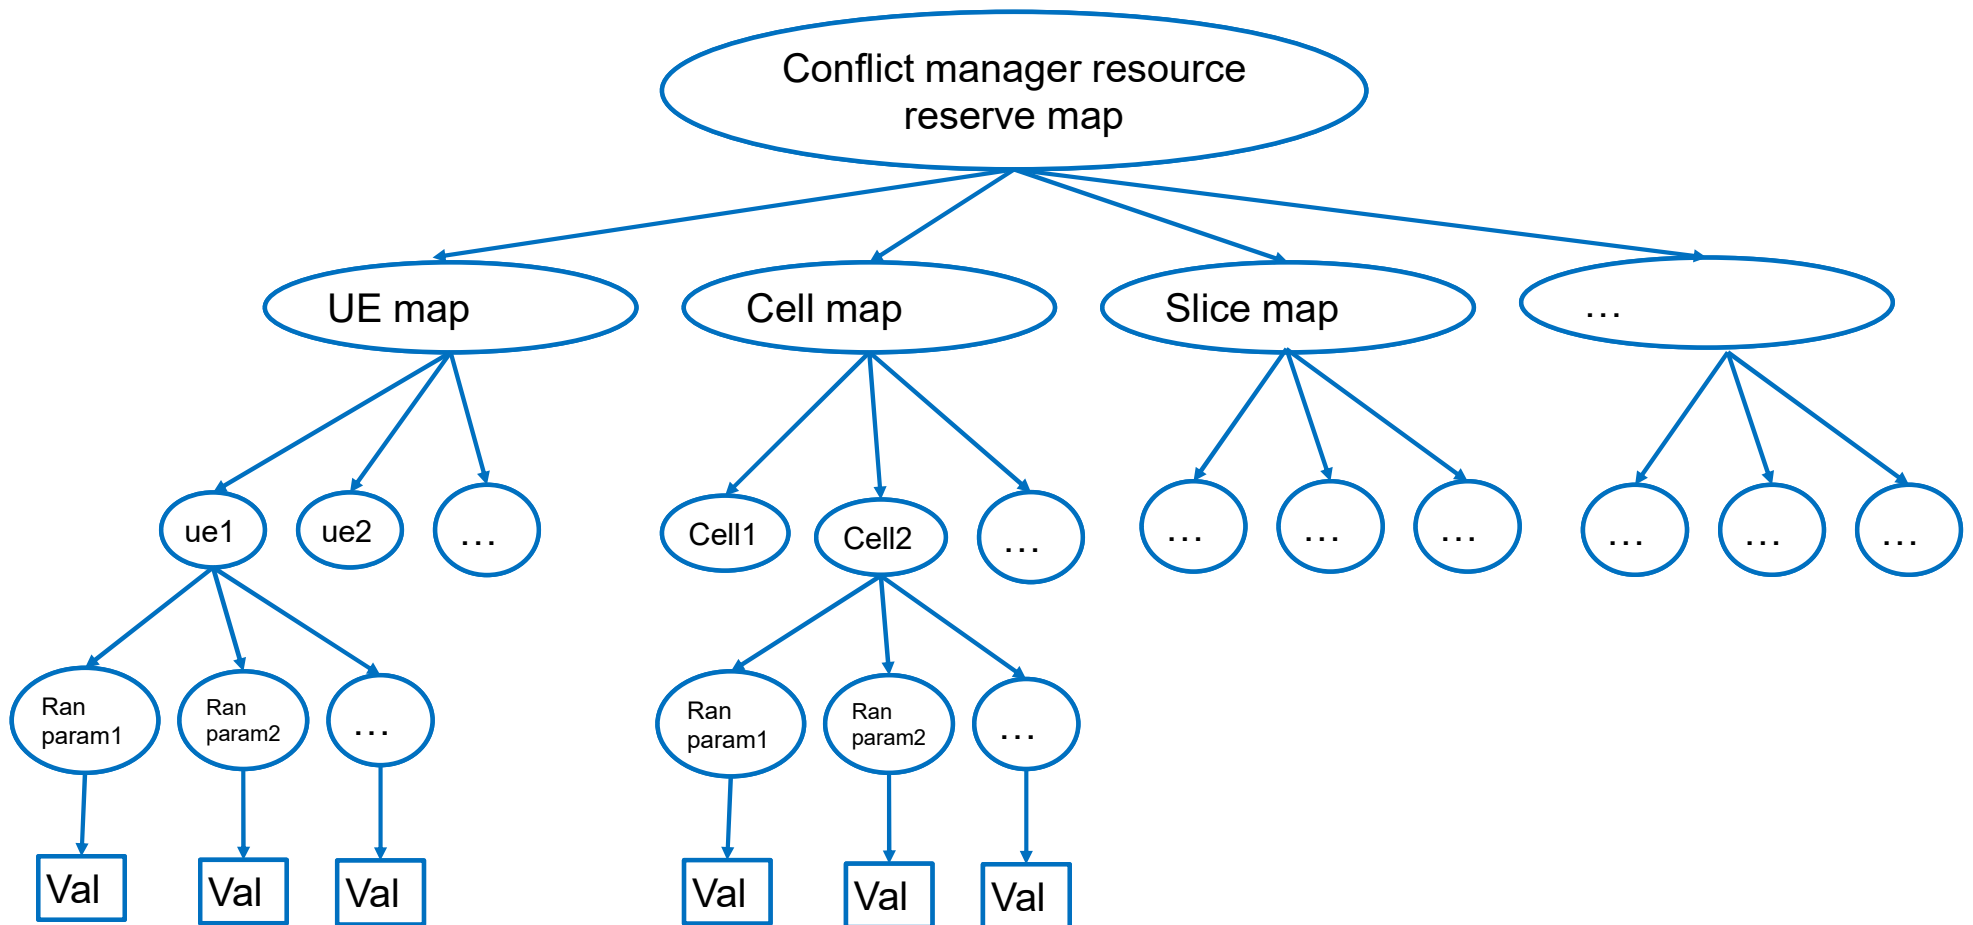 Conflict manager resource
reserve map
UE map
Cell map
Slice map
...
ue1
ue2
...
Cell1
Cell2
...
...
...
...
...
...
...
Ran
param1
Ran
param2
...
Ran
param1
Ran
param2
...
Val
Val
Val
Val
Val
Val